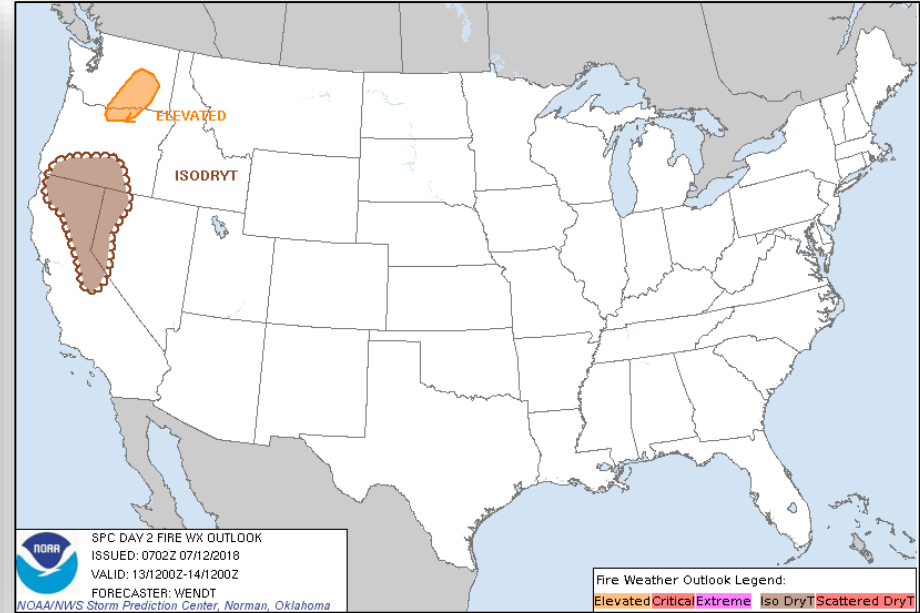 ELEVATED
ISODRYT
NOAA
SPC DAY 2 FIRE WX OUTLOOK
ISSUED: 0702Z 07/12/2018
VALID: 13/1200Z-14/1200Z
FORECASTER: WENDT
NOAA/NWS Storm Prediction Center, Norman, Oklahoma
Fire Weather Outlook Legend:
Elevated Critical Extreme Iso DryT Scattered DryT